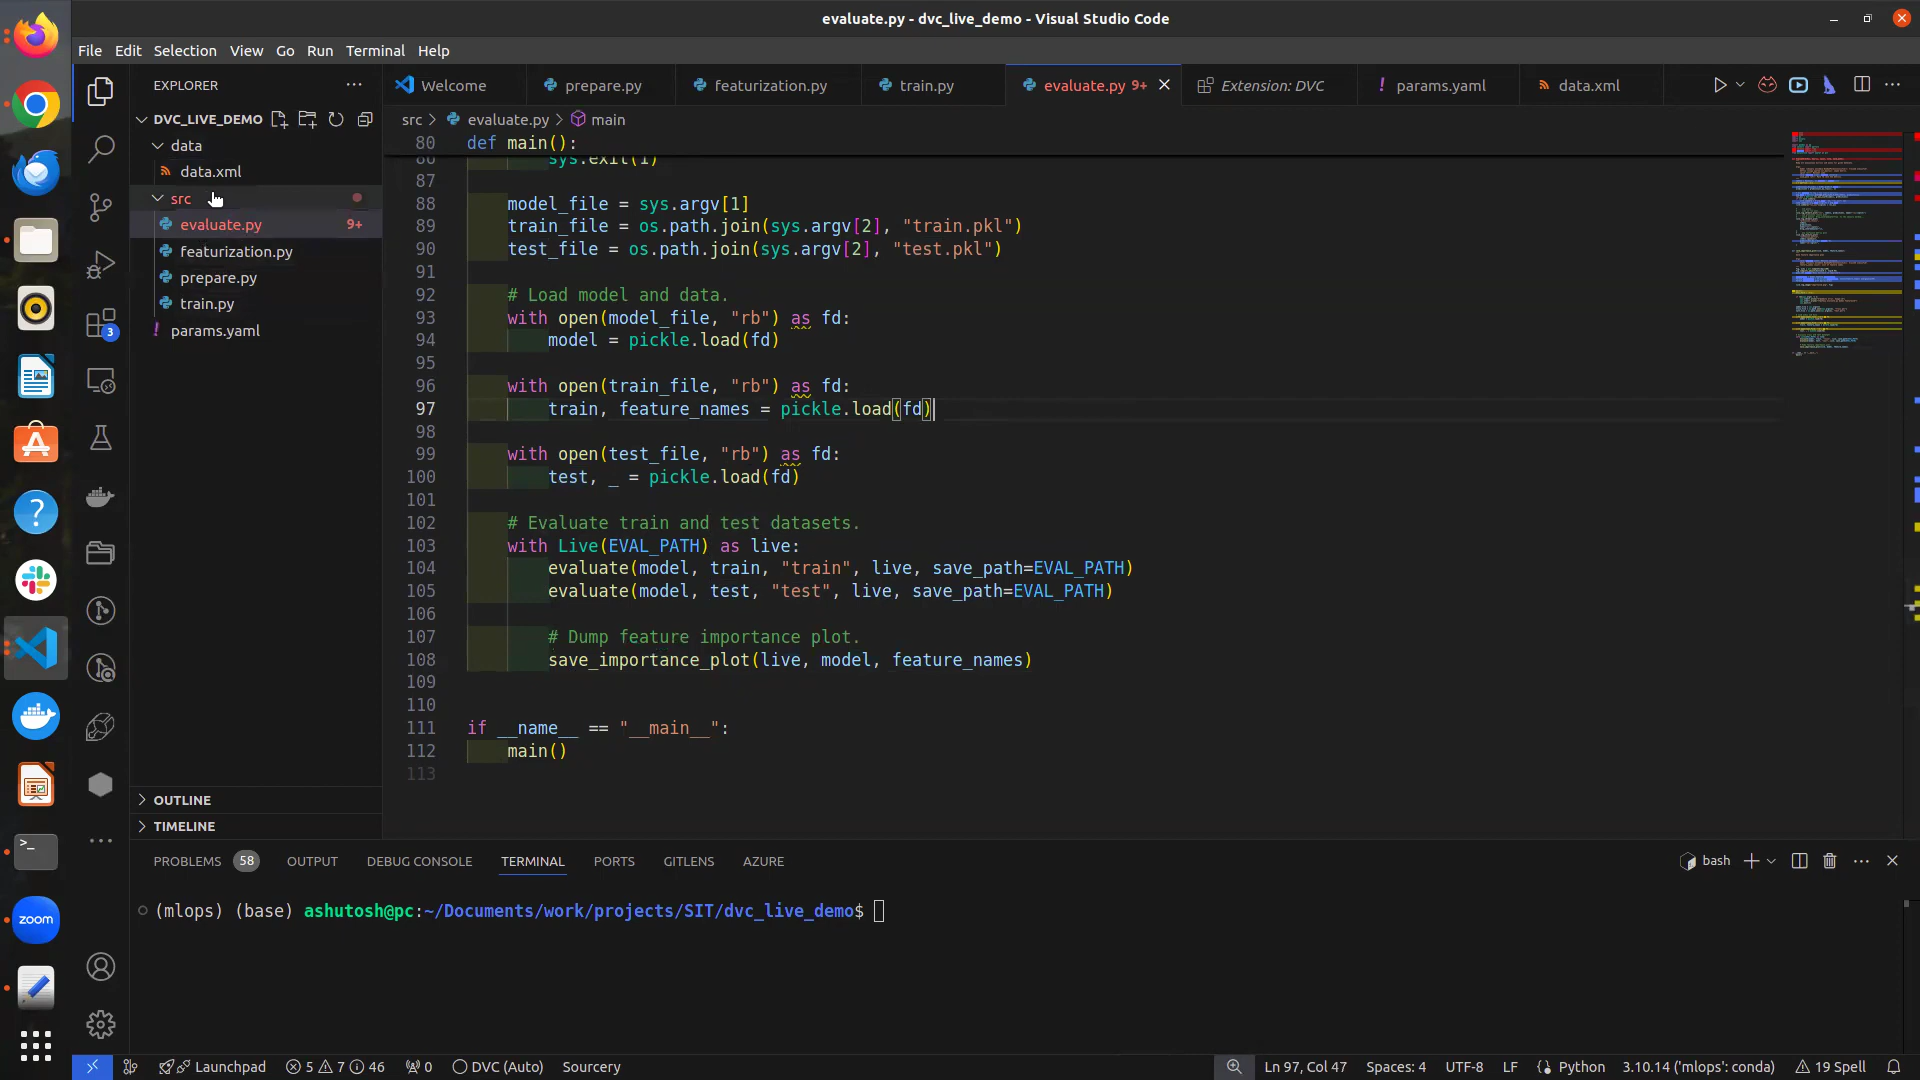 evaluate.py - dvc_live_demo - Visual Studio Code
File Edit Selection View Go Run Terminal Help
EXPLORER
DVC_LIVE_DEMO
data
data.xml
src
evaluate.py 9+
featurization.py
prepare.py
train.py
params.yaml
OUTLINE
TIMELINE
3
Welcome prepare.py featurization.py train.py evaluate.py 9+ Extension: DVC params.yaml data.xml
src > evaluate.py > main
80 def main():
86 sys.exit(1)
87
88 model_file = sys.argv[1]
89 train_file = os.path.join(sys.argv[2], "train.pkl")
90 test_file = os.path.join(sys.argv[2], "test.pkl")
91
92 # Load model and data.
93 with open(model_file, "rb") as fd:
94 model = pickle.load(fd)
95
96 with open(train_file, "rb") as fd:
97 train, feature_names = pickle.load(fd)
98
99 with open(test_file, "rb") as fd:
100 test, _ = pickle.load(fd)
101
102 # Evaluate train and test datasets.
103 with Live(EVAL_PATH) as live:
104 evaluate(model, train, "train", live, save_path=EVAL_PATH)
105 evaluate(model, test, "test", live, save_path=EVAL_PATH)
106
107 # Dump feature importance plot.
108 save_importance_plot(live, model, feature_names)
109
110
111 if __name__ == "__main__":
112 main()
113
PROBLEMS 58 OUTPUT DEBUG CONSOLE TERMINAL PORTS GITLENS AZURE
bash
(mlops) (base) ashutosh@pc:~/Documents/work/projects/SIT/dvc_live_demo$
zoom
Launchpad 5 7 46 0 DVC (Auto) Sourcery Ln 97, Col 47 Spaces: 4 UTF-8 LF Python 3.10.14 ('mlops': conda) 19 Spell